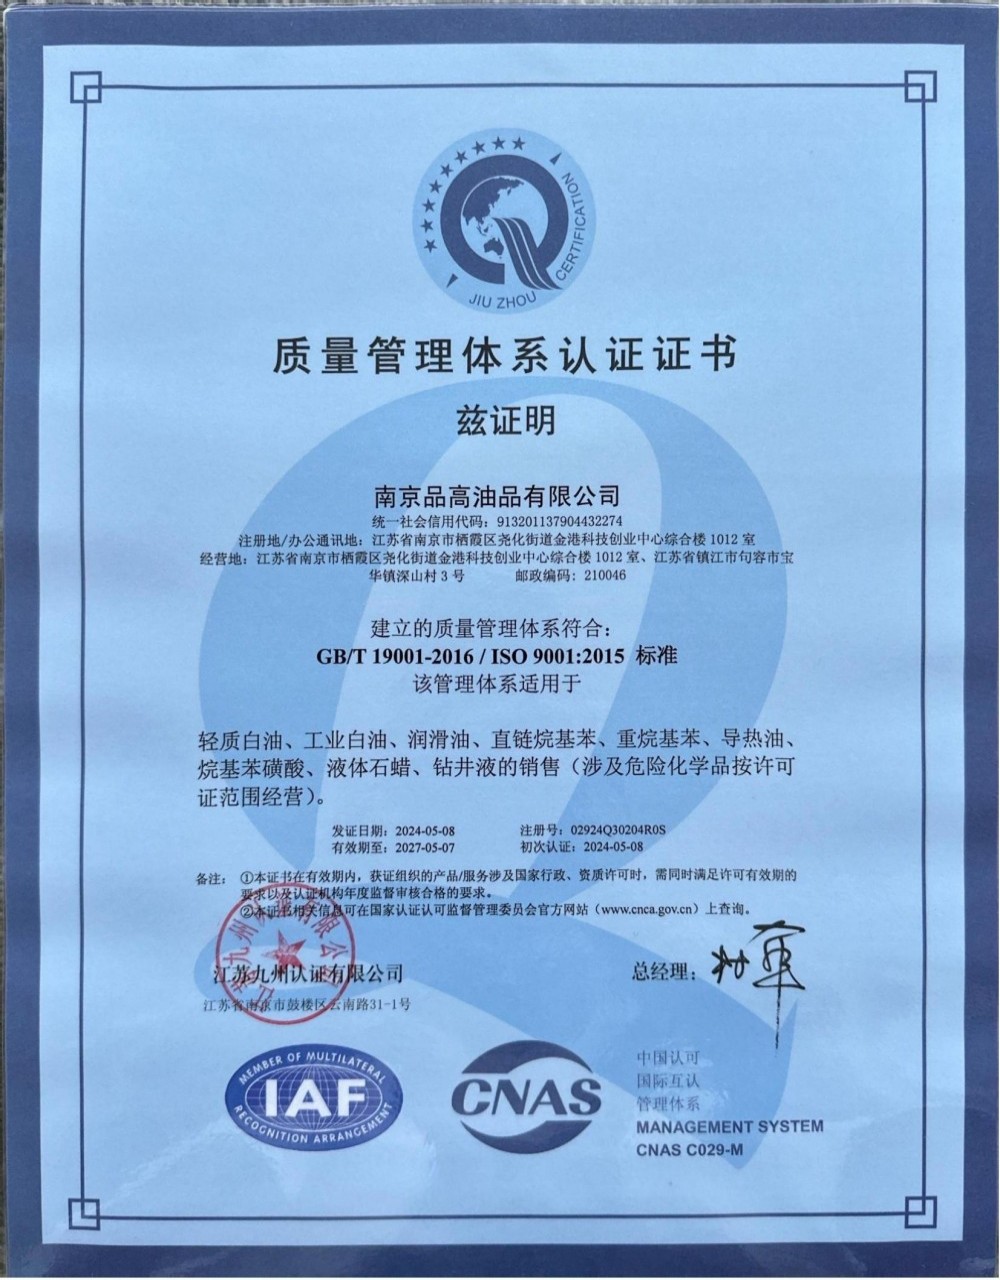 JIU ZHOU CERTIFICATION
质量管理体系认证证书
兹证明
南京品高油品有限公司
统一社会信用代码：913201137904432274
注册地/办公通讯地：江苏省南京市栖霞区尧化街道金港科技创业中心综合楼 1012 室
经营地：江苏省南京市栖霞区尧化街道金港科技创业中心综合楼 1012 室、江苏省镇江市句容市宝
华镇深山村 3 号 邮政编码: 210046
建立的质量管理体系符合：
GB/T 19001-2016 / ISO 9001:2015 标准
该管理体系适用于
轻质白油、工业白油、润滑油、直链烷基苯、重烷基苯、导热油、
烷基苯磺酸、液体石蜡、钻井液的销售（涉及危险化学品按许可
证范围经营）。
发证日期：2024-05-08 注册号：02924Q30204R0S
有效期至：2027-05-07 初次认证：2024-05-08
备注： ①本证书在有效期内，获证组织的产品/服务涉及国家行政、资质许可时，需同时满足许可有效期的
要求以及认证机构年度监督审核合格的要求。
②本证书相关信息可在国家认证认可监督管理委员会官方网站（www.cnca.gov.cn）上查询。
江苏九州认证有限公司 总经理：
江苏省南京市鼓楼区云南路31-1号
MEMBER OF MULTILATERAL
IAF
RECOGNITION ARRANGEMENT
CNAS
中国认可
国际互认
管理体系
MANAGEMENT SYSTEM
CNAS C029-M